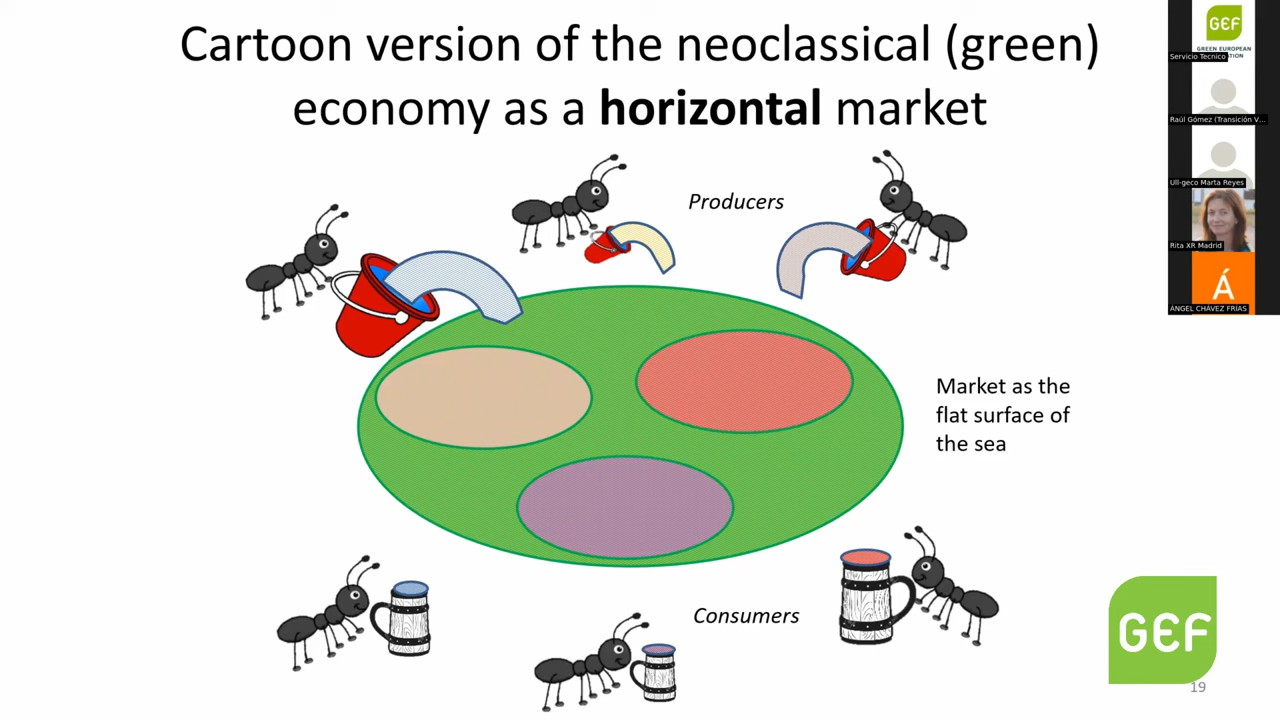 Cartoon version of the neoclassical (green)
economy as a horizontal market
Producers
Market as the
flat surface of
the sea
Consumers
GEF
19
GEF
GREEN EUROPEAN
Servicio Tecnico
Raúl Gómez (Transición V...
Ull-geco Marta Reyes
Rita XR Madrid
Á
ÁNGEL CHÁVEZ FRÍAS